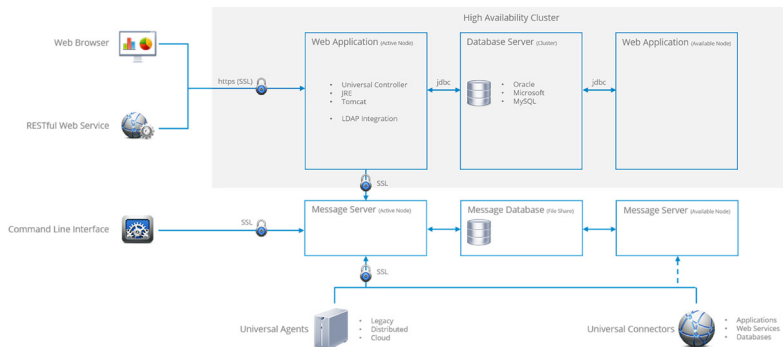 High Availability Cluster
Web Browser
Web Application (Active Node)
Database Server (Cluster)
Web Application (Available Node)
https (SSL)
jdbc
jdbc
• Universal Controller
• JRE
• Tomcat
• LDAP Integration
• Oracle
• Microsoft
• MySQL
RESTful Web Service
SSL
Message Server (Active Node)
Message Database (File Share)
Message Server (Available Node)
Command Line Interface
SSL
SSL
Universal Agents
• Legacy
• Distributed
• Cloud
Universal Connectors
• Applications
• Web Services
• Databases